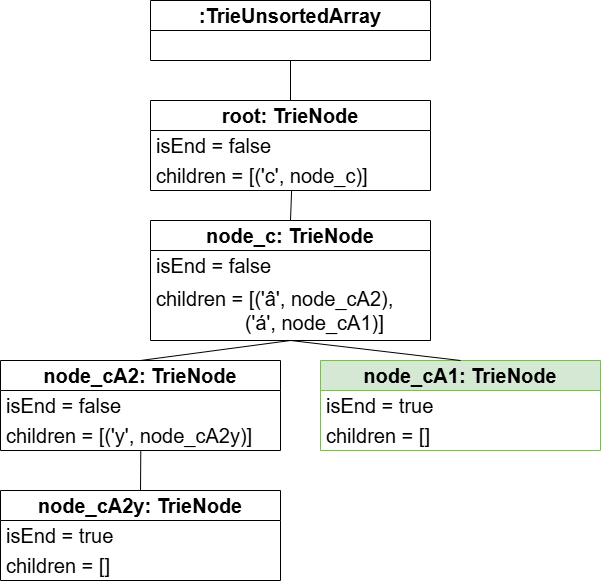 :TrieUnsortedArray
root: TrieNode
isEnd = false
children = [('c', node_c)]
node_c: TrieNode
isEnd = false
children = [('â', node_cA2),
('á', node_cA1)]
node_cA2: TrieNode
isEnd = false
children = [('y', node_cA2y)]
node_cA1: TrieNode
isEnd = true
children = []
node_cA2y: TrieNode
isEnd = true
children = []